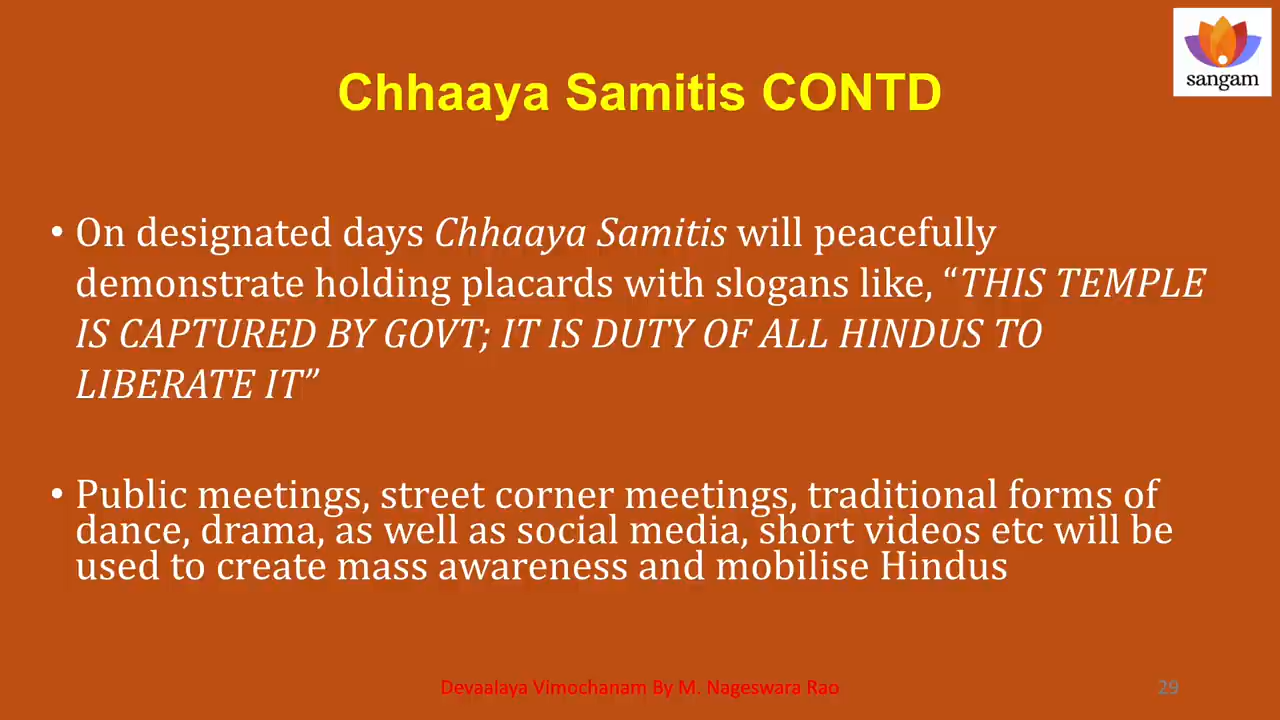 sangam
Chhaaya Samitis CONTD
• On designated days Chhaaya Samitis will peacefully
demonstrate holding placards with slogans like, “THIS TEMPLE
IS CAPTURED BY GOVT; IT IS DUTY OF ALL HINDUS TO
LIBERATE IT”
• Public meetings, street corner meetings, traditional forms of
dance, drama, as well as social media, short videos etc will be
used to create mass awareness and mobilise Hindus
Devaalaya Vimochanam By M. Nageswara Rao
29